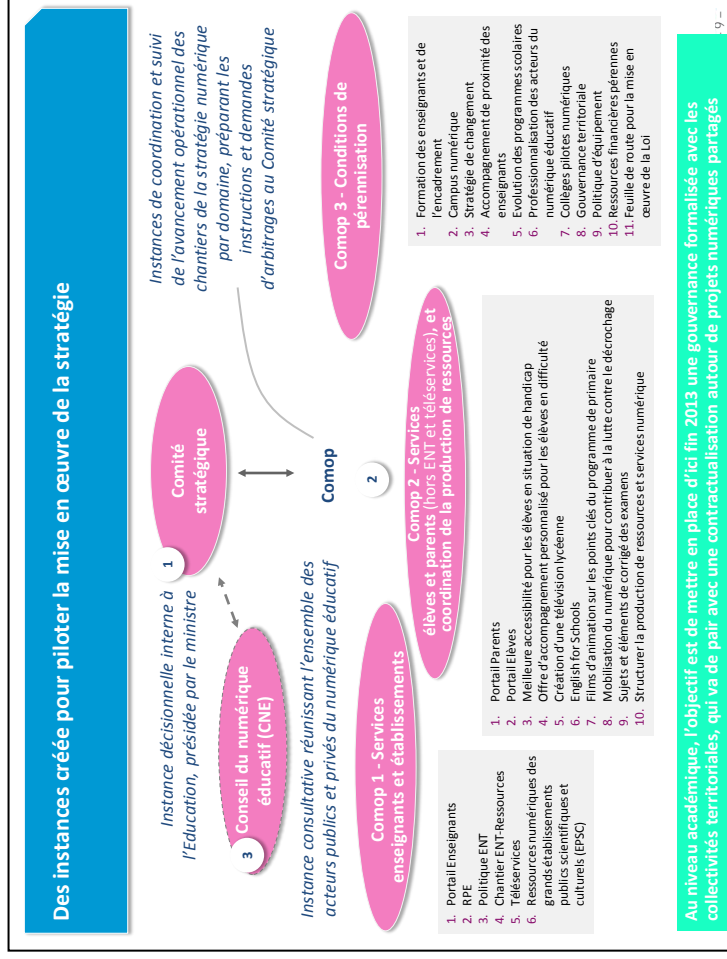 Des instances créée pour piloter la mise en œuvre de la stratégie
Instance décisionnelle interne à
l'Education, présidée par le ministre
1
Comité
stratégique
Instances de coordination et suivi
de l'avancement opérationnel des
chantiers de la stratégie numérique
par domaine, préparant les
instructions et demandes
d'arbitrages au Comité stratégique
3
Conseil du numérique
éducatif (CNE)
Instance consultative réunissant l'ensemble des
acteurs publics et privés du numérique éducatif
Comop
2
Comop 1 - Services
enseignants et établissements
Comop 2 - Services
élèves et parents (hors ENT et téléservices), et
coordination de la production de ressources
Comop 3 - Conditions de
pérennisation
1. Portail Enseignants
2. RPE
3. Politique ENT
4. Chantier ENT-Ressources
5. Téléservices
6. Ressources numériques des
grands établissements
publics scientifiques et
culturels (EPSC)
1. Portail Parents
2. Portail Elèves
3. Meilleure accessibilité pour les élèves en situation de handicap
4. Offre d'accompagnement personnalisé pour les élèves en difficulté
5. Création d'une télévision lycéenne
6. English for Schools
7. Films d'animation sur les points clés du programme de primaire
8. Mobilisation du numérique pour contribuer à la lutte contre le décrochage
9. Sujets et éléments de corrigé des examens
10. Structurer la production de ressources et services numérique
1. Formation des enseignants et de
l'encadrement
2. Campus numérique
3. Stratégie de changement
4. Accompagnement de proximité des
enseignants
5. Evolution des programmes scolaires
6. Professionnalisation des acteurs du
numérique éducatif
7. Collèges pilotes numériques
8. Gouvernance territoriale
9. Politique d'équipement
10. Ressources financières pérennes
11. Feuille de route pour la mise en
œuvre de la Loi
Au niveau académique, l'objectif est de mettre en place d'ici fin 2013 une gouvernance formalisée avec les
collectivités territoriales, qui va de pair avec une contractualisation autour de projets numériques partagés
- 9 -